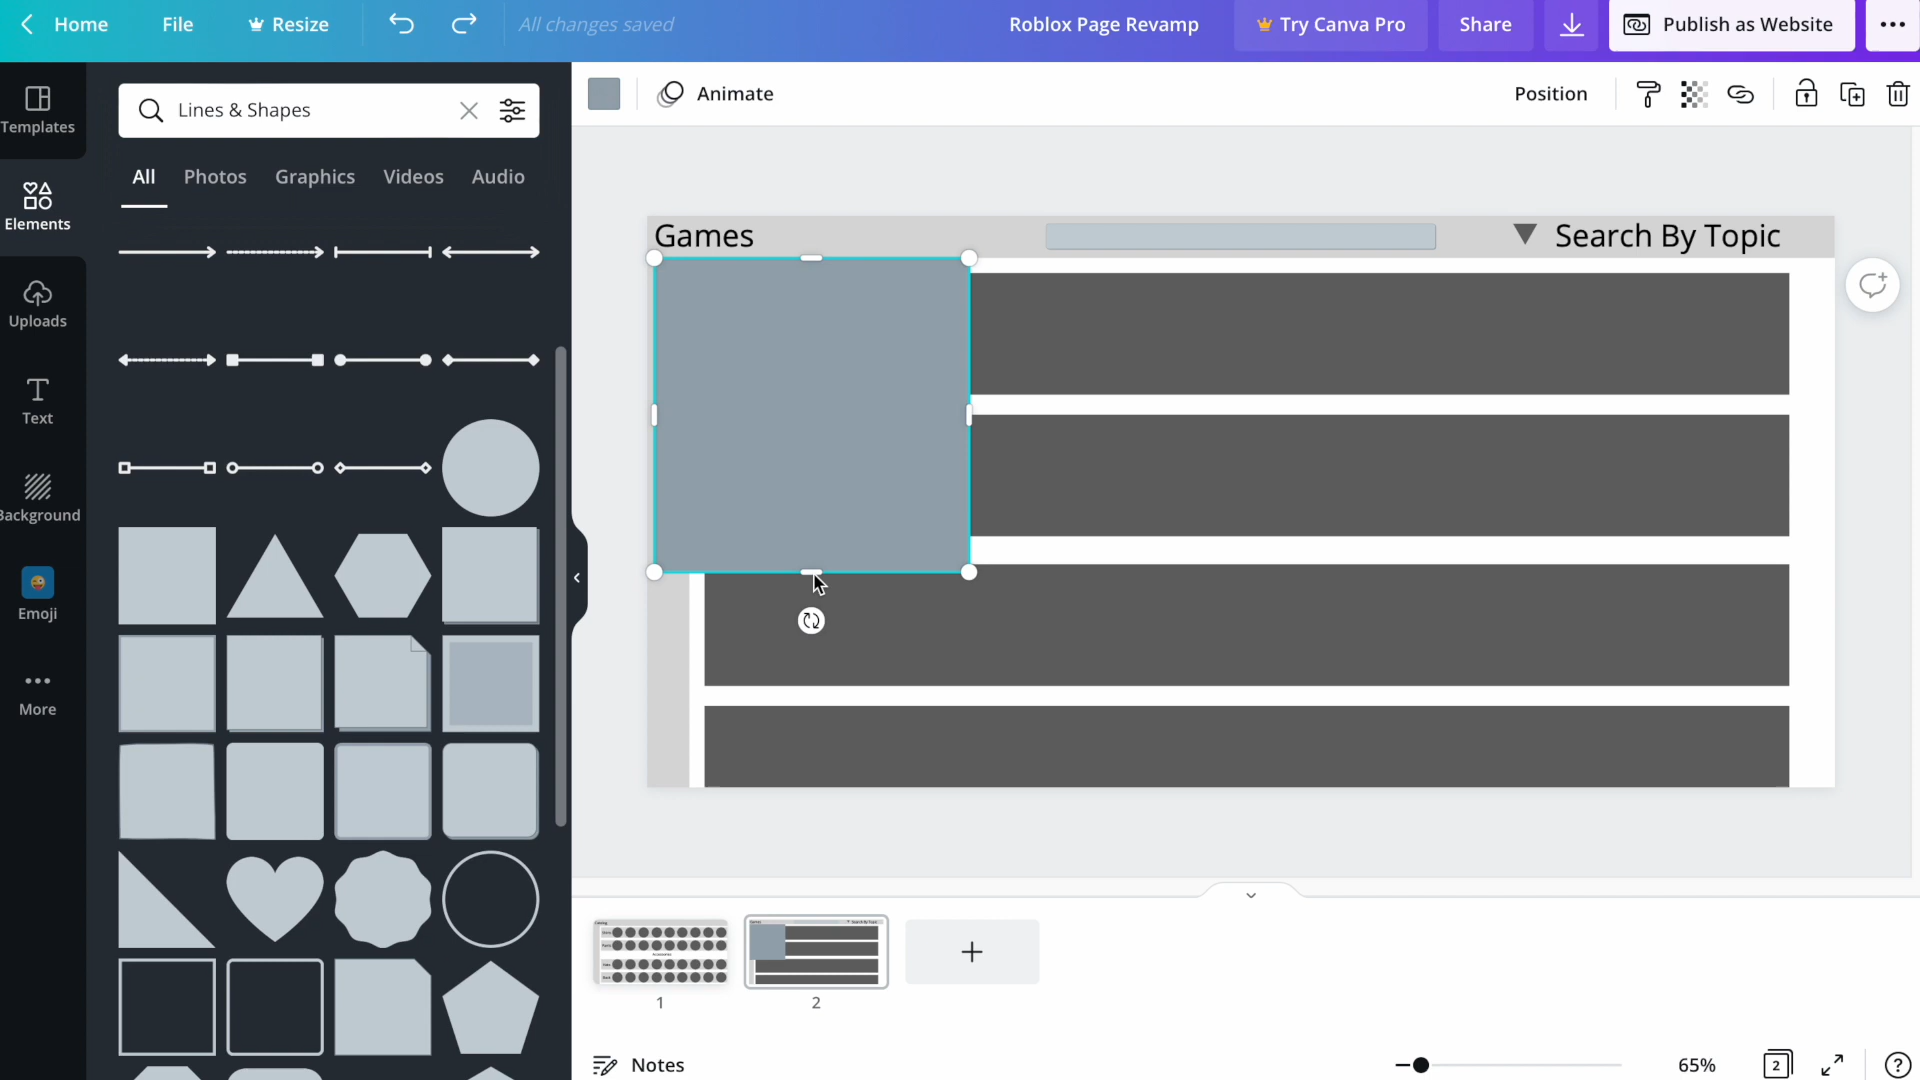 Home
File
Resize
All changes saved
Roblox Page Revamp
Try Canva Pro
Share
Publish as Website
Templates
Elements
Uploads
Text
Background
Emoji
More
Lines & Shapes
All
Photos
Graphics
Videos
Audio
Animate
Position
Games
Search By Topic
1
2
Notes
65%
2